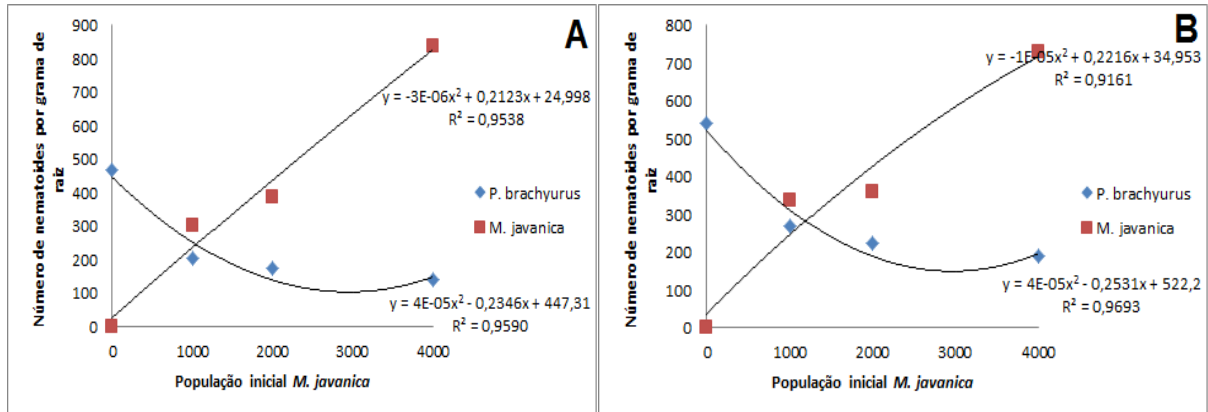 A
Número de nematoides por grama de
raiz
900
800
700
600
500
400
300
200
100
0
0 1000 2000 3000 4000
População inicial M. javanica
y = -3E-06x² + 0,2123x + 24,998
R² = 0,9538
P. brachyurus
M. javanica
y = 4E-05x² - 0,2346x + 447,31
R² = 0,9590
B
Número de nematoides por grama de
raiz
800
700
600
500
400
300
200
100
0
0 1000 2000 3000 4000
População inicial M. javanica
y = -1E-05x² + 0,2216x + 34,953
R² = 0,9161
P. brachyurus
M. javanica
y = 4E-05x² - 0,2531x + 522,2
R² = 0,9693